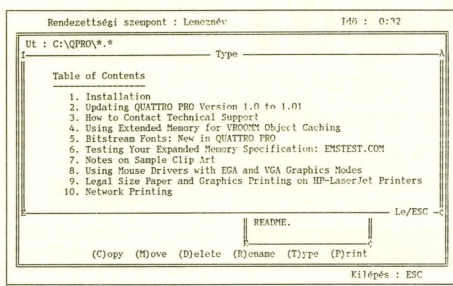 Rendezettségi szempont : Lemeznév Idő : 0:32
Ut : C:\QPRO\*.*
Type
Table of Contents
1. Installation
2. Updating QUATTRO PRO Version 1.0 to 1.01
3. How to Contact Technical Support
4. Using Extended Memory for VROOMM Object Caching
5. Bitstream Fonts: New in QUATTRO PRO
6. Testing Your Expanded Memory Specification: EMSTEST.COM
7. Notes on Sample Clip Art
8. Using Mouse Drivers with EGA and VGA Graphics Modes
9. Legal Size Paper and Graphics Printing on HP-LaserJet Printers
10. Network Printing
Le/ESC
README.
(C)opy (M)ove (D)elete (R)ename (T)ype (P)rint
Kilépés : ESC